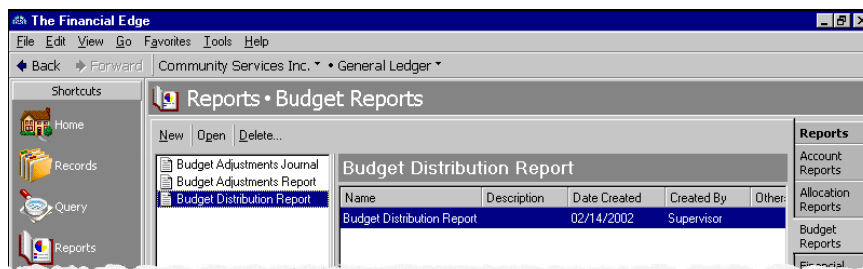 The Financial Edge
File Edit View Go Favorites Tools Help
Back Forward Community Services Inc. • General Ledger
Shortcuts
Reports • Budget Reports
Home
New Open Delete...
Reports
Records
Budget Adjustments Journal
Budget Adjustments Report
Budget Distribution Report
Budget Distribution Report
Account
Reports
Name Description Date Created Created By Others
Allocation
Reports
Query
Budget Distribution Report 02/14/2002 Supervisor
Budget
Reports
Reports
Financial